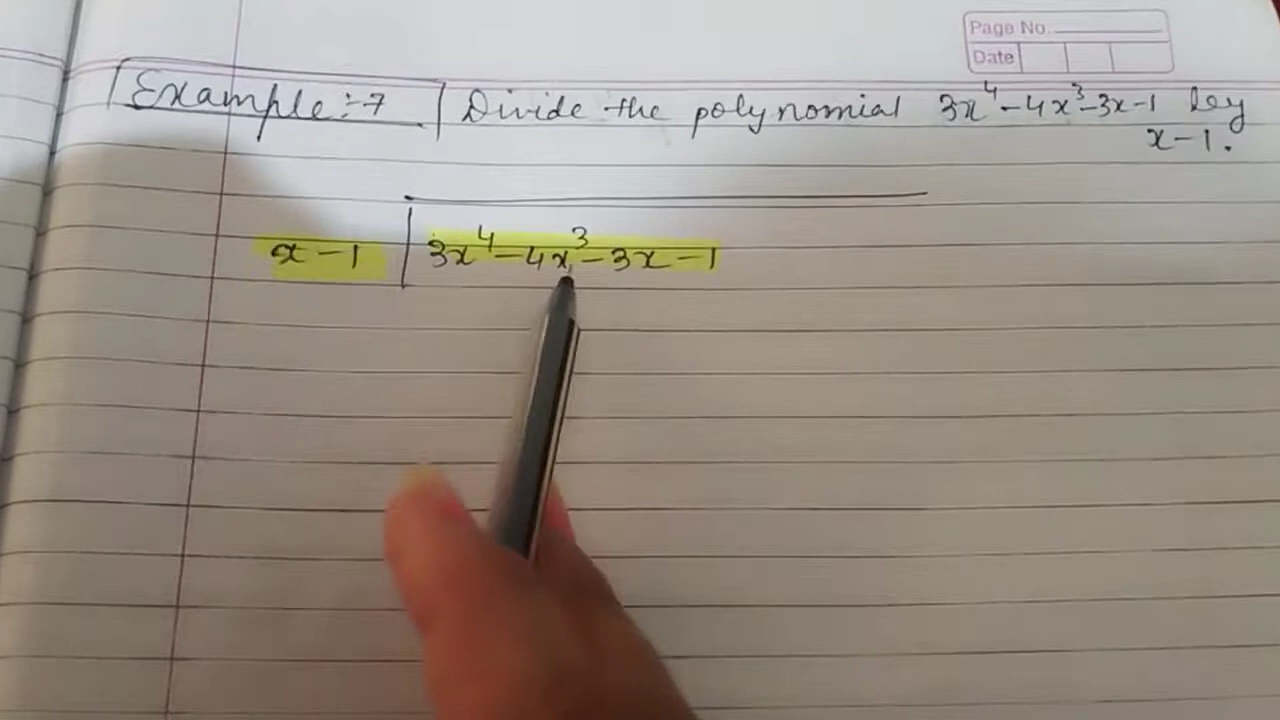 Page No.
Date
Example:-7 Divide the polynomial 3x⁴-4x³-3x-1 by
x-1.
x-1 3x⁴-4x³-3x-1